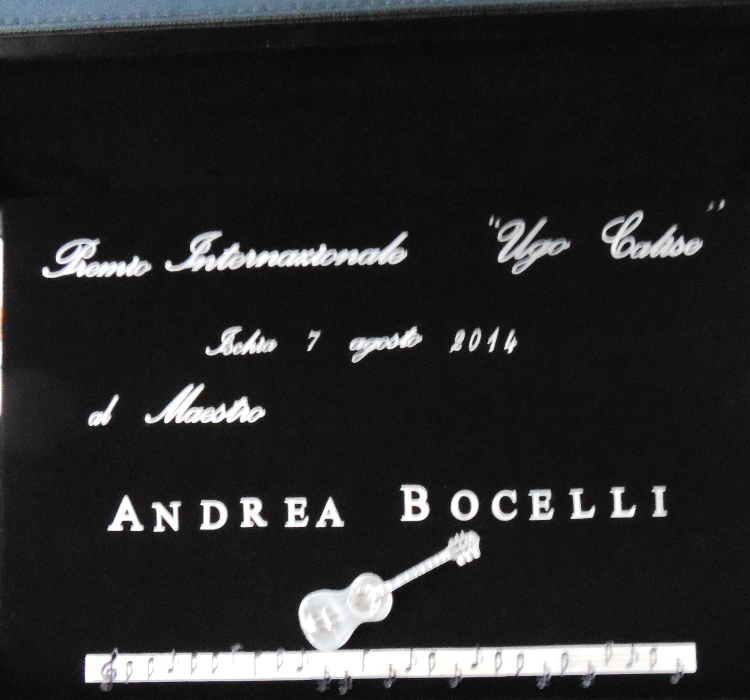 Premio Internazionale "Ugo Calise"
Ischia 7 agosto 2014
al Maestro
ANDREA BOCELLI